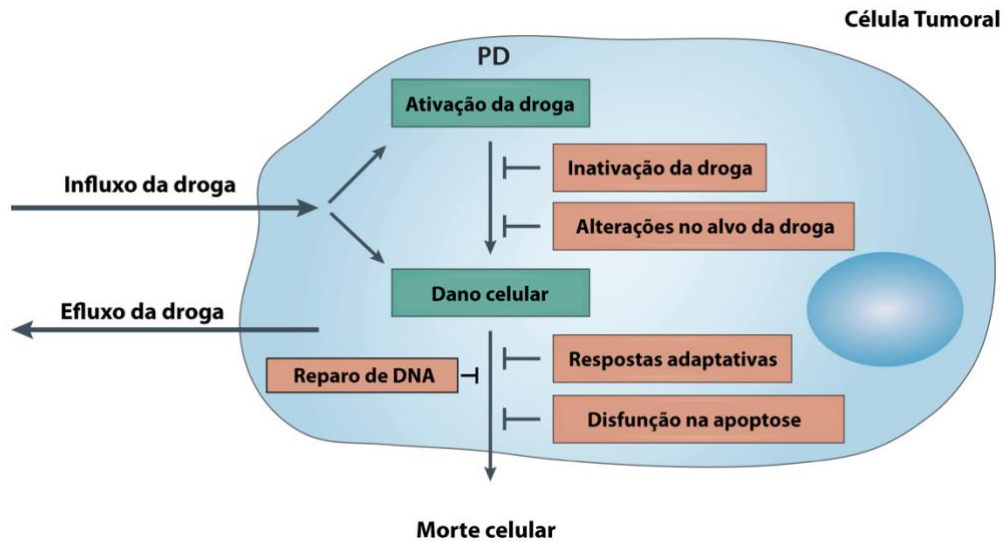 Célula Tumoral
PD
Ativação da droga
Inativação da droga
Influxo da droga
Alterações no alvo da droga
Dano celular
Efluxo da droga
Respostas adaptativas
Reparo de DNA
Disfunção na apoptose
Morte celular